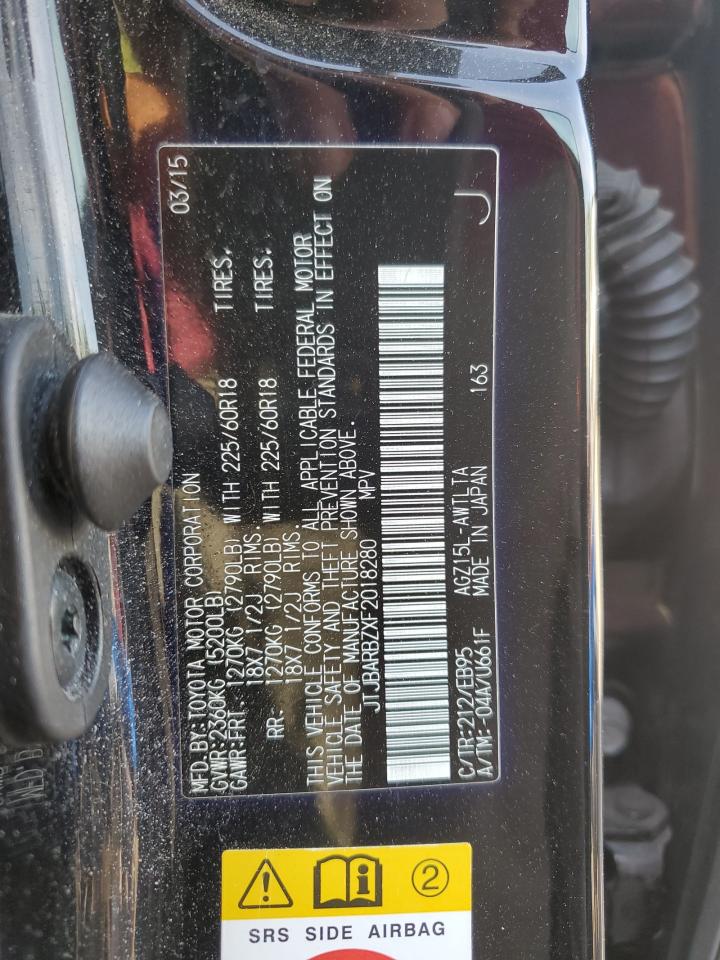 MFD.BY:TOYOTA MOTOR CORPORATION 03/15
GVWR:2360KG (5200LB)
GAWR:FRT. 1270KG (2790LB) WITH 225/60R18 TIRES.
18X7 1/2J RIMS.
RR. 1270KG (2790LB) WITH 225/60R18 TIRES.
18X7 1/2J RIMS
THIS VEHICLE CONFORMS TO ALL APPLICABLE FEDERAL MOTOR
VEHICLE SAFETY AND THEFT PREVENTION STANDARDS IN EFFECT ON
THE DATE OF MANUFACTURE SHOWN ABOVE.
JTJBARBZXF2018280 MPV
C/TR:212/EB95 AGZ15L-AWTLTA
A/TM:-04A/U661F MADE IN JAPAN 163 J
2
SRS SIDE AIRBAG